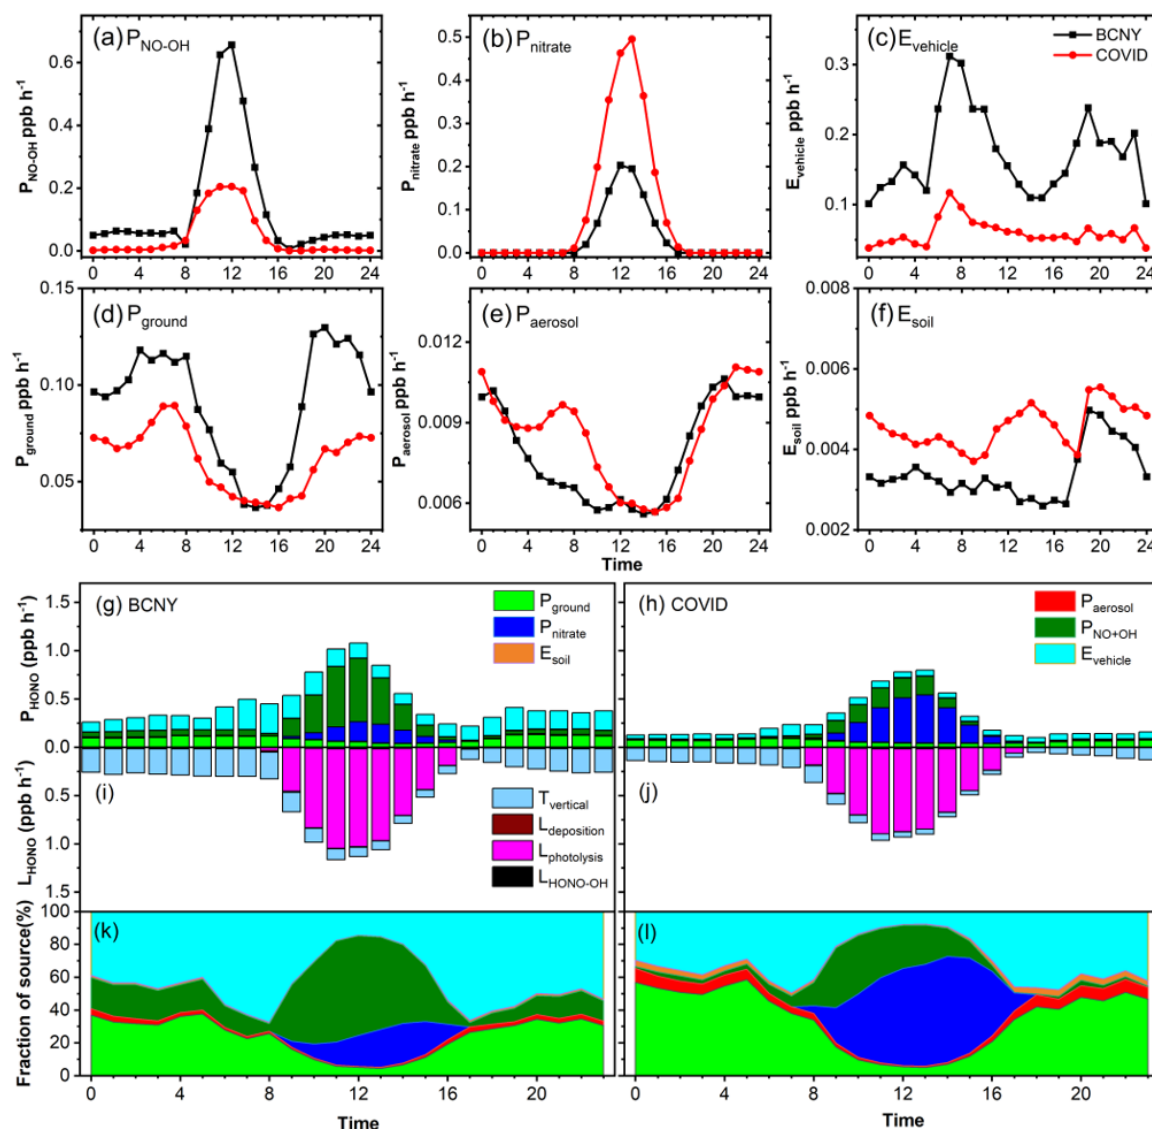 (a) P_NO-OH
(b) P_nitrate
(c) E_vehicle
BCNY
COVID
P_NO-OH ppb h⁻¹
0.6
0.4
0.2
0.0
0 4 8 12 16 20 24
P_nitrate ppb h⁻¹
0.5
0.4
0.3
0.2
0.1
0.0
0 4 8 12 16 20 24
E_vehicle ppb h⁻¹
0.3
0.2
0.1
0 4 8 12 16 20 24
(d) P_ground
(e) P_aerosol
(f) E_soil
P_ground ppb h⁻¹
0.15
0.10
0.05
0 4 8 12 16 20 24
P_aerosol ppb h⁻¹
0.012
0.009
0.006
0 4 8 12 16 20 24
E_soil ppb h⁻¹
0.008
0.006
0.004
0.002
0 4 8 12 16 20 24
Time
(g) BCNY
P_ground
P_nitrate
E_soil
(h) COVID
P_aerosol
P_NO+OH
E_vehicle
P_HONO (ppb h⁻¹)
1.5
1.0
0.5
0.0
(i)
T_vertical
L_deposition
L_photolysis
L_HONO-OH
(j)
L_HONO (ppb h⁻¹)
0.5
1.0
1.5
(k)
(l)
Fraction of source(%)
100
80
60
40
20
0
0 4 8 12 16 20
0 4 8 12 16 20
Time
Time